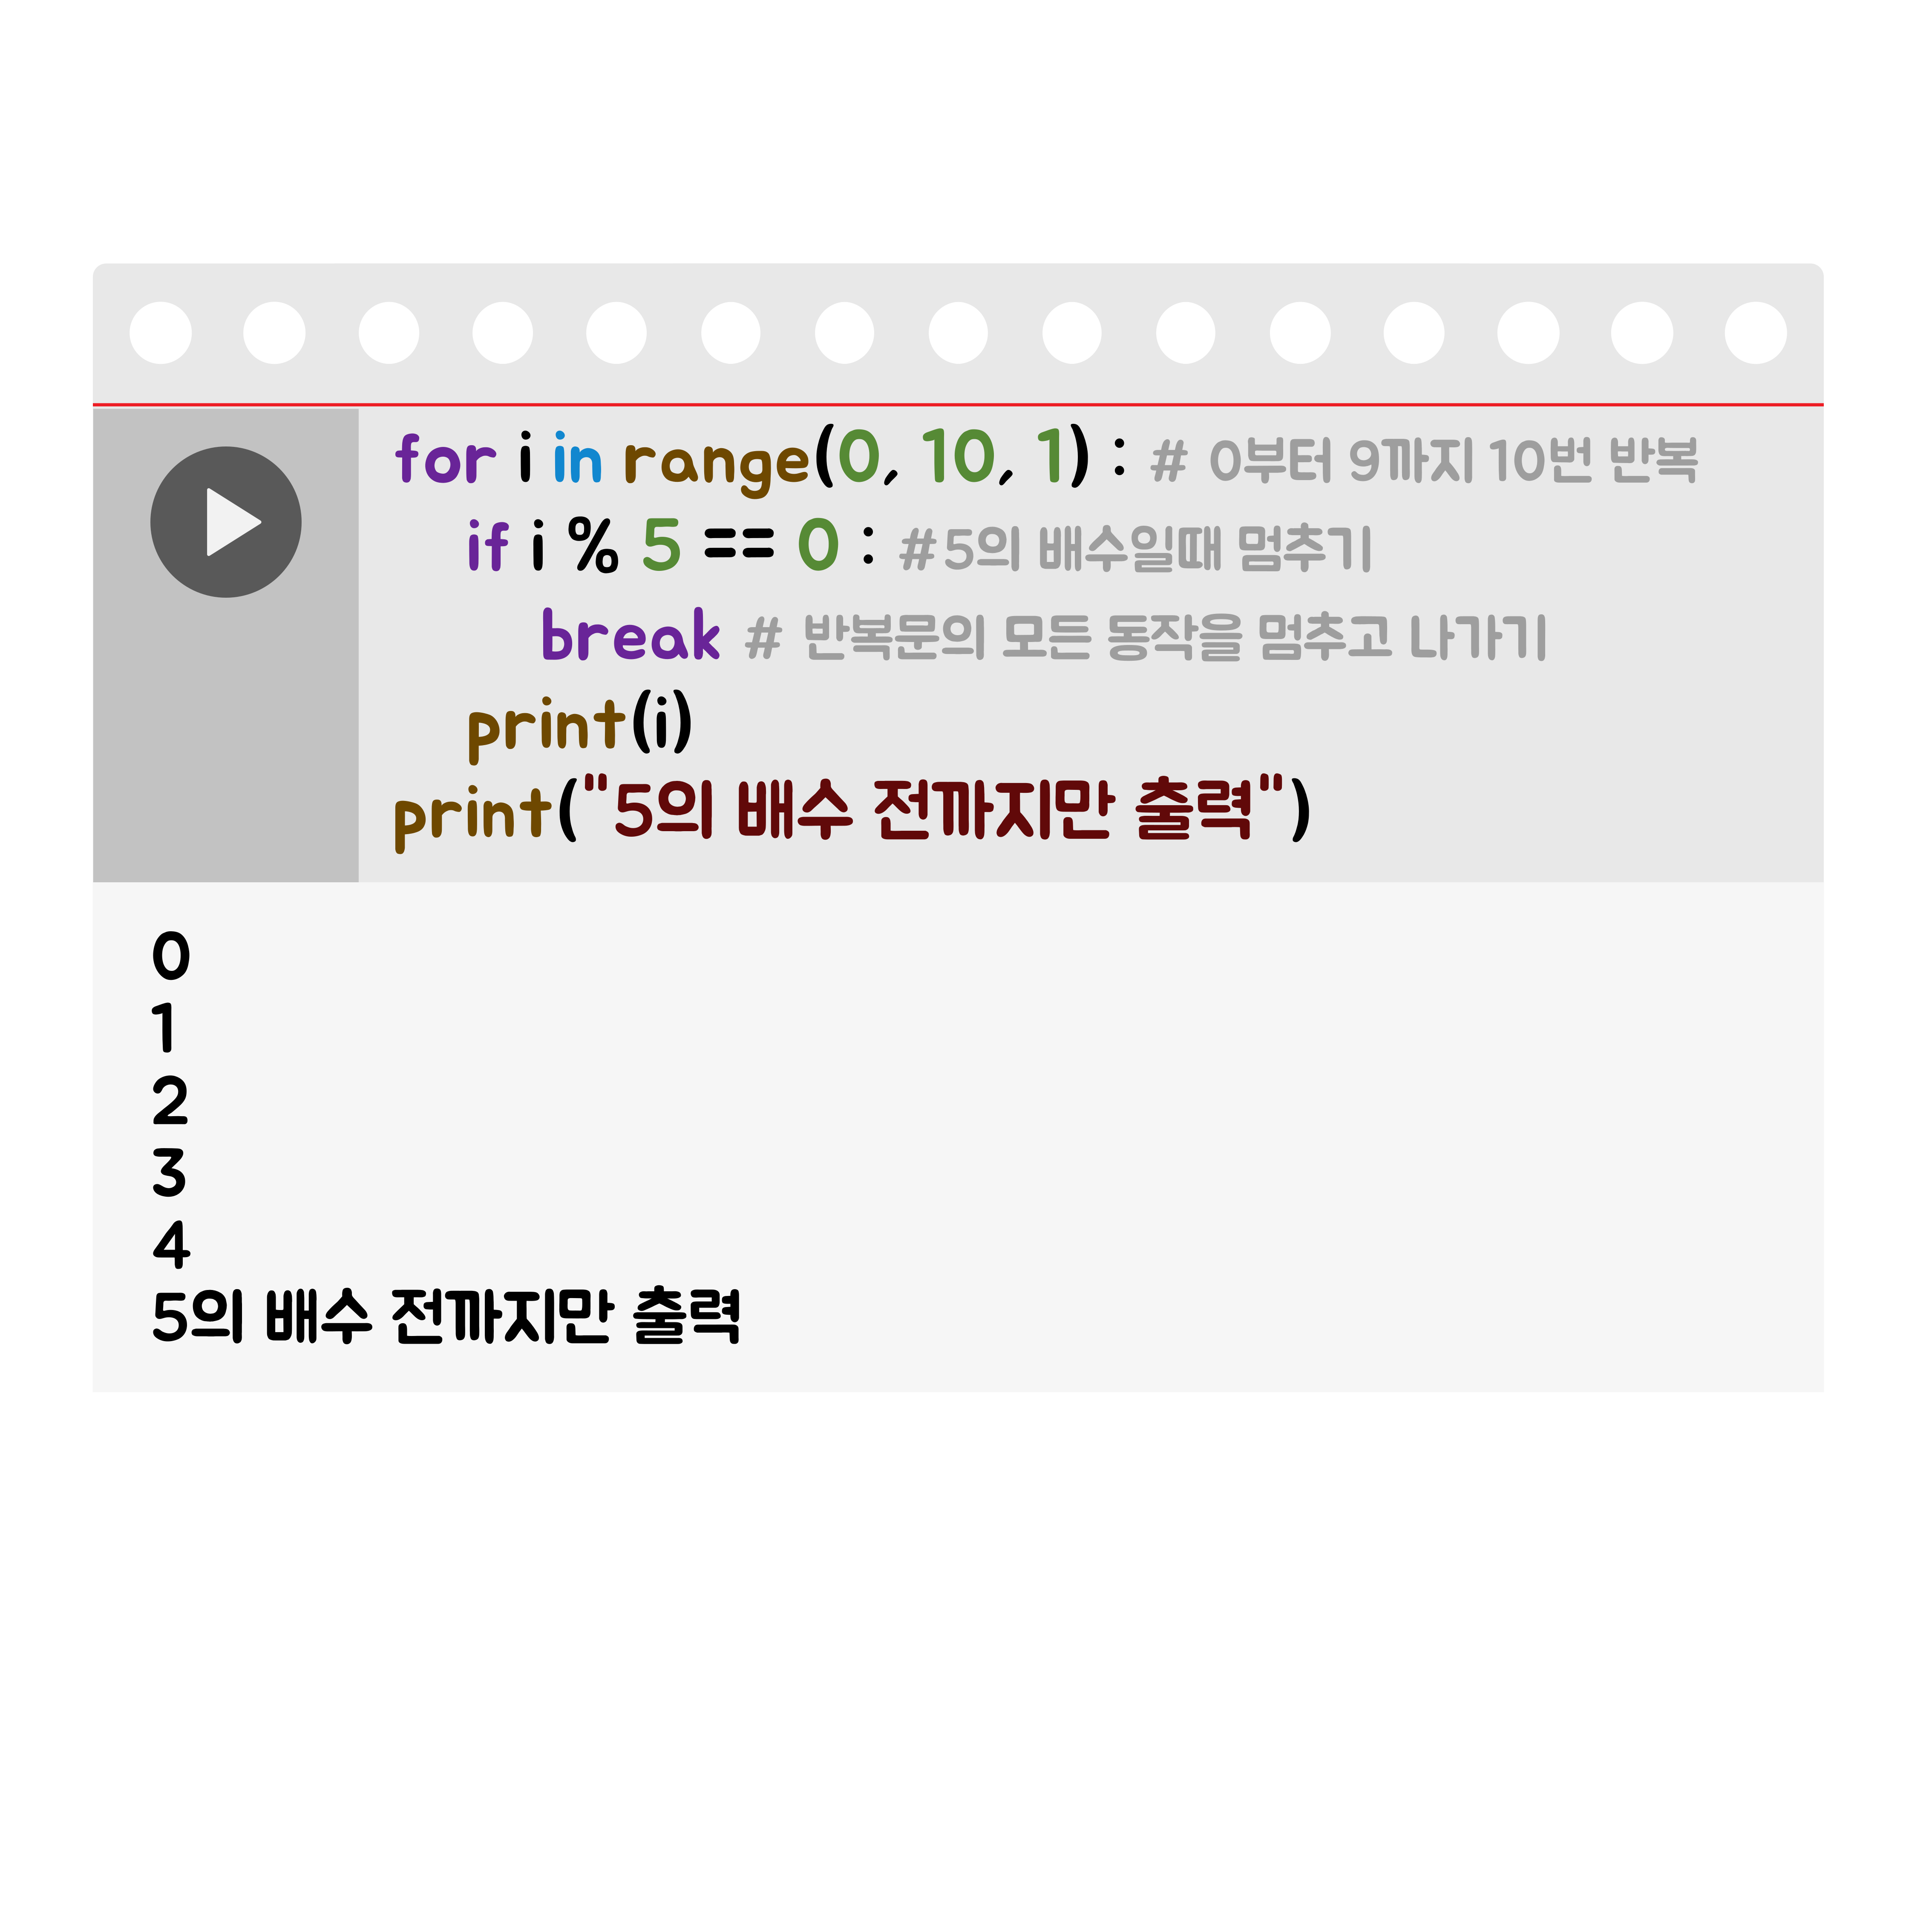 for i in range(0, 10, 1): # 0부터 9까지 10번 반복
if i % 5 == 0 : #5의 배수일때 멈추기
break # 반복문의 모든 동작을 멈추고 나가기
print(i)
print("5의 배수 전까지만 출력")
0
1
2
3
4
5의 배수 전까지만 출력